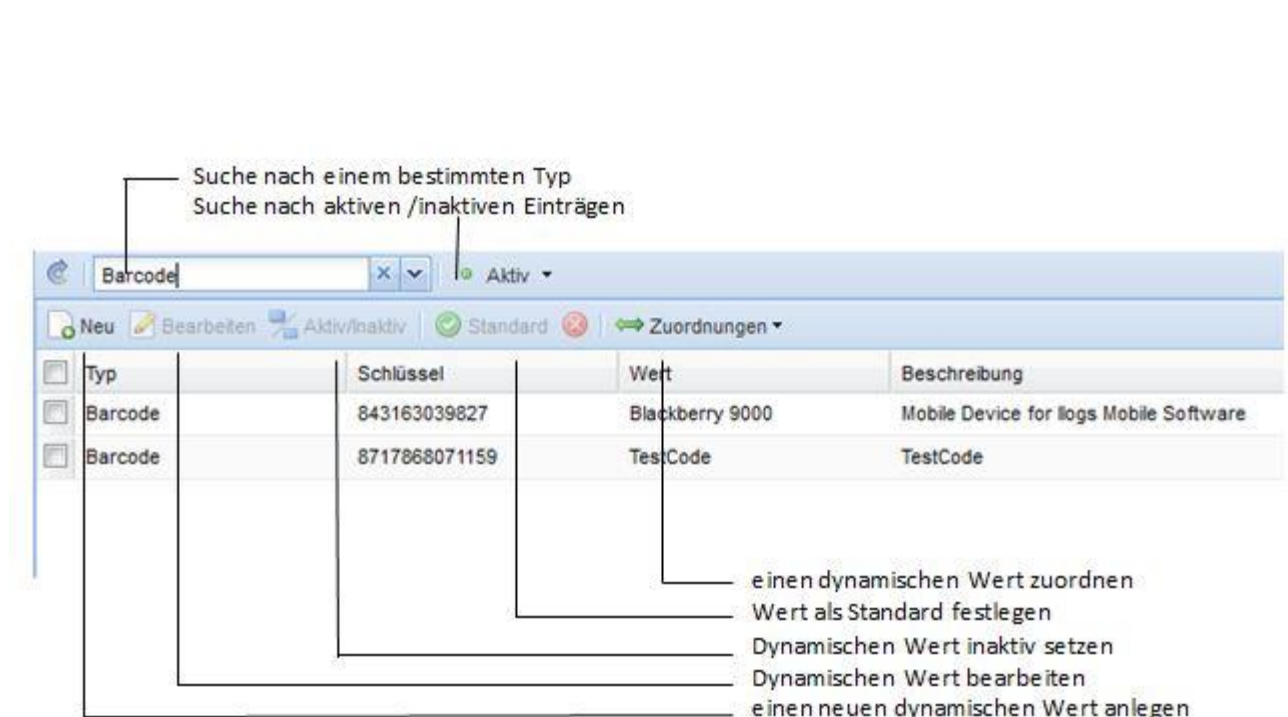 Suche nach einem bestimmten Typ
Suche nach aktiven /inaktiven Einträgen
Barcode Aktiv
Neu Bearbeiten Aktiv/Inaktiv Standard Zuordnungen
Typ Schlüssel Wert Beschreibung
Barcode 843163039827 Blackberry 9000 Mobile Device for Ilogs Mobile Software
Barcode 8717868071159 TestCode TestCode
einen dynamischen Wert zuordnen
Wert als Standard festlegen
Dynamischen Wert inaktiv setzen
Dynamischen Wert bearbeiten
einen neuen dynamischen Wert anlegen